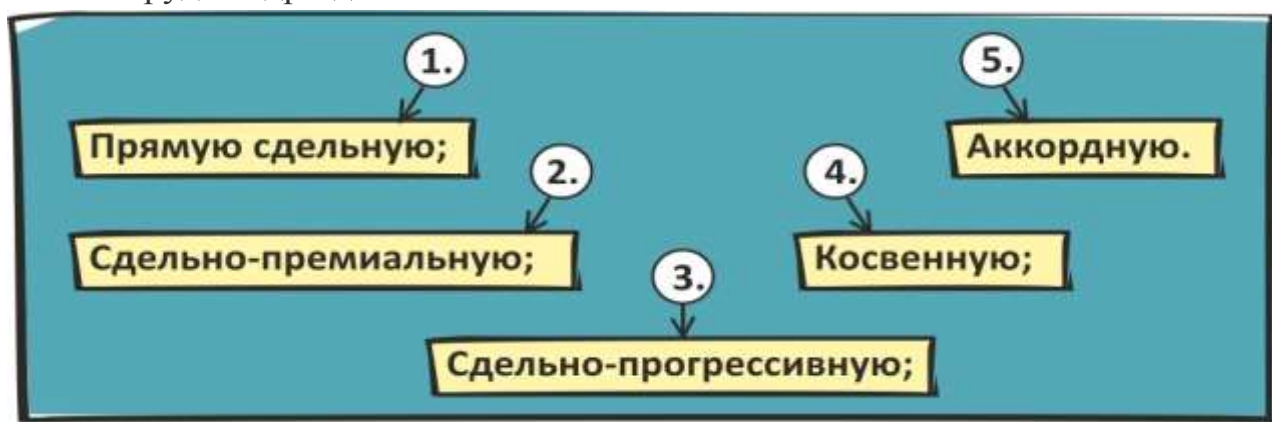 1.
Прямую сдельную;
2.
Сдельно-премиальную;
3.
Сдельно-прогрессивную;
4.
Косвенную;
5.
Аккордную.